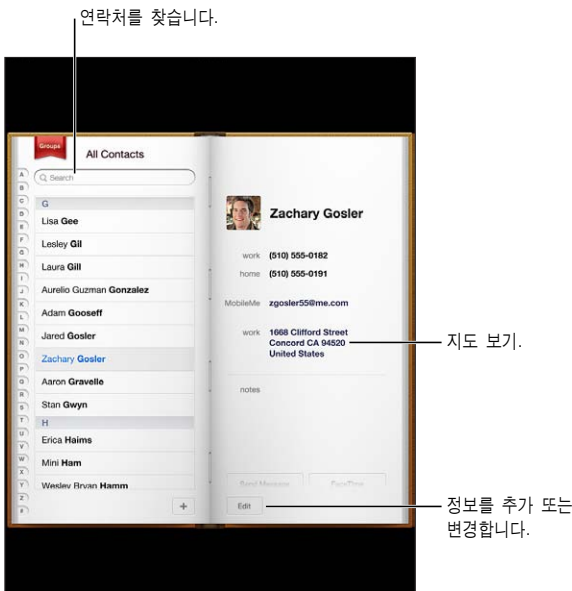 연락처를 찾습니다.
Groups
All Contacts
Search
A
B
C
D
E
F
G
H
I
J
K
L
M
N
O
P
Q
R
S
T
U
V
W
X
Y
Z
#
G
Lisa Gee
Lesley Gil
Laura Gill
Aurelio Guzman Gonzalez
Adam Gooseff
Jared Gosler
Zachary Gosler
Aaron Gravelle
Stan Gwyn
H
Erica Haims
Mini Ham
Wesley Bryan Hamm
+
Zachary Gosler
work (510) 555-0182
home (510) 555-0191
MobileMe zgosler55@me.com
work 1668 Clifford Street
Concord CA 94520
United States
notes
Send Message FaceTime
Edit
지도 보기.
정보를 추가 또는
변경합니다.